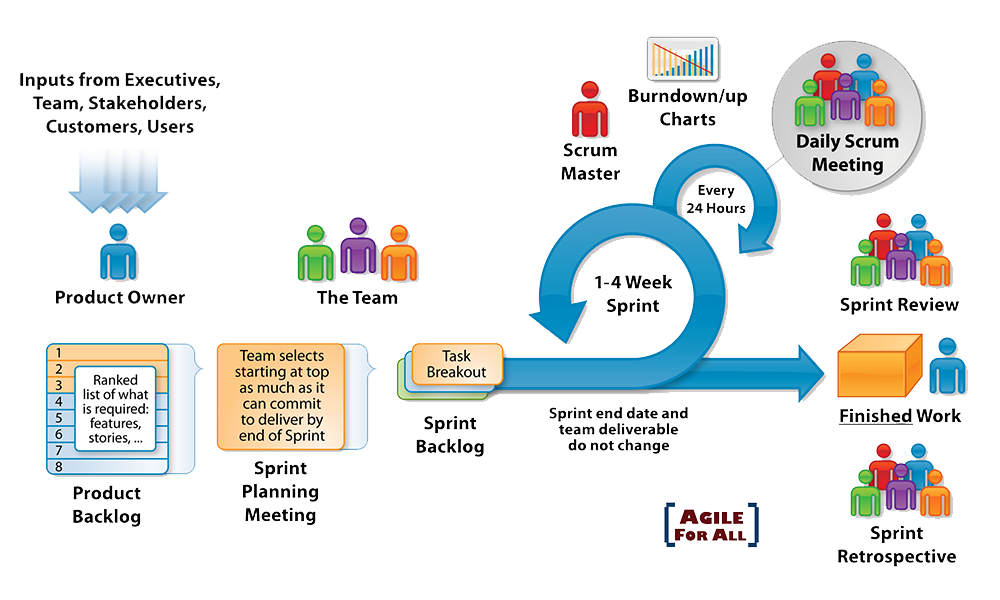 Inputs from Executives,
Team, Stakeholders,
Customers, Users
Product Owner
The Team
Scrum
Master
Burndown/up
Charts
Daily Scrum
Meeting
Every
24 Hours
1-4 Week
Sprint
Sprint Review
1
2
3
4
5
6
7
8
Ranked
list of what
is required:
features,
stories, ...
Product
Backlog
Team selects
starting at top
as much as it
can commit
to deliver by
end of Sprint
Sprint
Planning
Meeting
Task
Breakout
Sprint
Backlog
Sprint end date and
team deliverable
do not change
Finished Work
Sprint
Retrospective
AGILE
FOR ALL